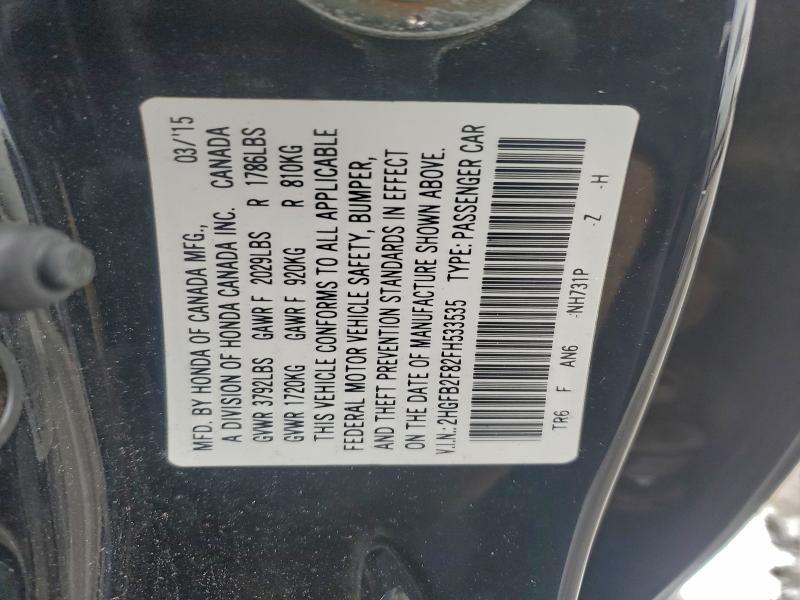 MFD. BY HONDA OF CANADA MFG., 03/'15
A DIVISION OF HONDA CANADA INC. CANADA
GVWR 3792LBS GAWR F 2029LBS R 1786LBS
GVWR 1720KG GAWR F 920KG R 810KG
THIS VEHICLE CONFORMS TO ALL APPLICABLE
FEDERAL MOTOR VEHICLE SAFETY, BUMPER,
AND THEFT PREVENTION STANDARDS IN EFFECT
ON THE DATE OF MANUFACTURE SHOWN ABOVE.
V.I.N.: 2HGFB2F82FH533535 TYPE: PASSENGER CAR
TR6 F AN6 -NH731P -Z -H